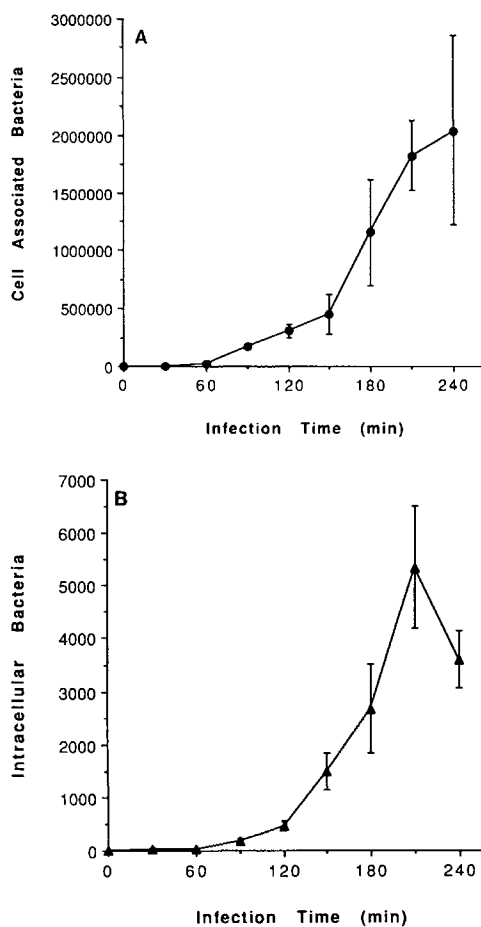 A
3000000
2500000
2000000
1500000
1000000
500000
0
Cell Associated Bacteria
0 60 120 180 240
Infection Time (min)
B
7000
6000
5000
4000
3000
2000
1000
0
Intracellular Bacteria
0 60 120 180 240
Infection Time (min)